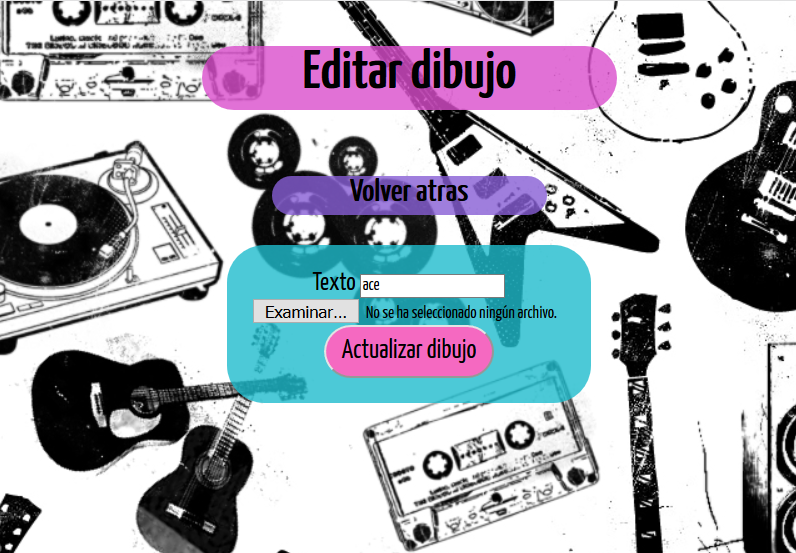 Editar dibujo
Volver atras
Texto ace
Examinar... No se ha seleccionado ningún archivo.
Actualizar dibujo